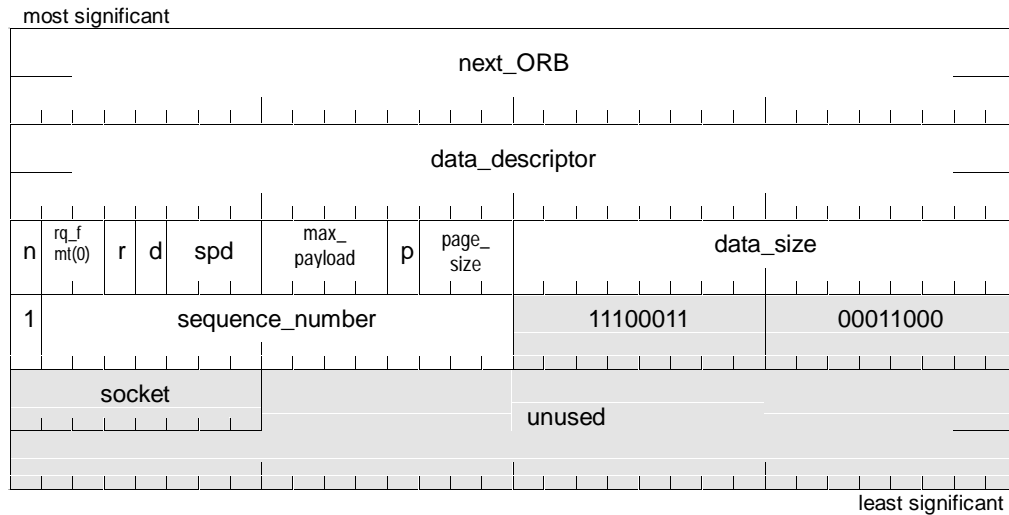 most significant
next_ORB
data_descriptor
n rq_f mt(0) r d spd max_ payload p page_ size data_size
1 sequence_number 11100011 00011000
socket
unused
least significant